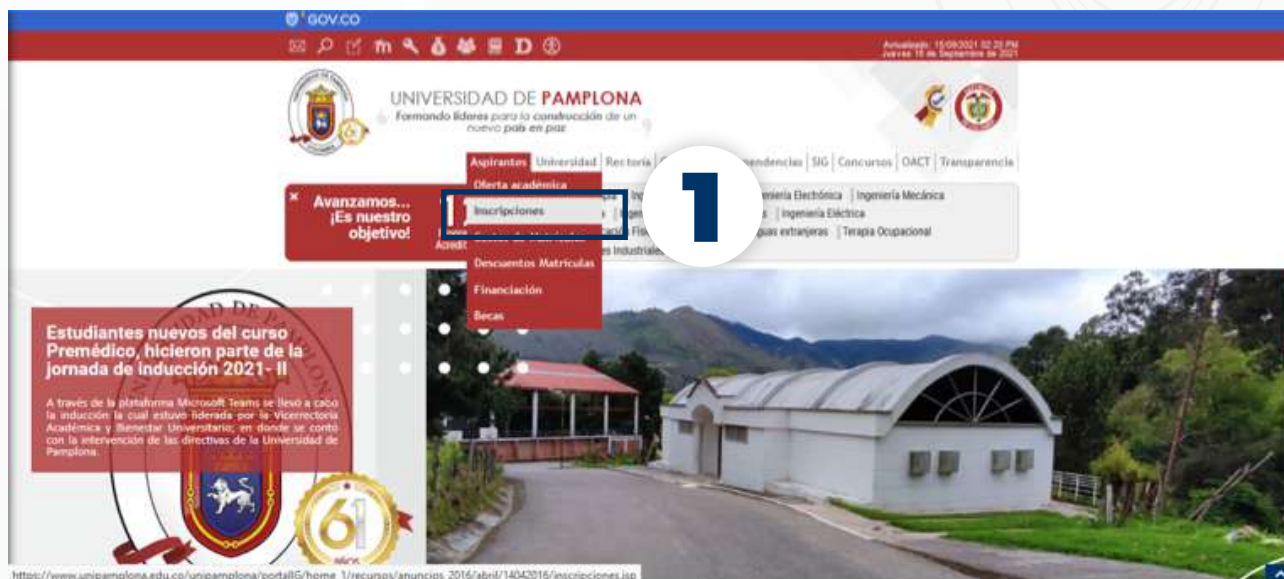 GOV.CO
Actualizado: 15/09/2021 02:20 PM
Jueves 16 de Septiembre de 2021
UNIVERSIDAD DE PAMPLONA
Formando líderes para la construcción de un
nuevo país en paz
Aspirantes Universidad Rectoría SIG Concursos OACT Transparencia
Oferta académica
Inscripciones
Descuentos Matrículas
Financiación
Becas
1
Avanzamos...
¡Es nuestro
objetivo!
Ingeniería Mecánica
Ingeniería Eléctrica
Terapia Ocupacional
Estudiantes nuevos del curso
Premédico, hicieron parte de la
jornada de inducción 2021- II
A través de la plataforma Microsoft Teams se llevó a cabo
la inducción la cual estuvo liderada por la Vicerrectoría
Académica y Bienestar Universitario; en donde se contó
con la intervención de las directivas de la Universidad de
Pamplona.
61
AÑOS
https://www.unipamplona.edu.co/unipamplona/portalIG/home_1/recursos/anuncios_2016/abril/14042016/inscripciones.jsp